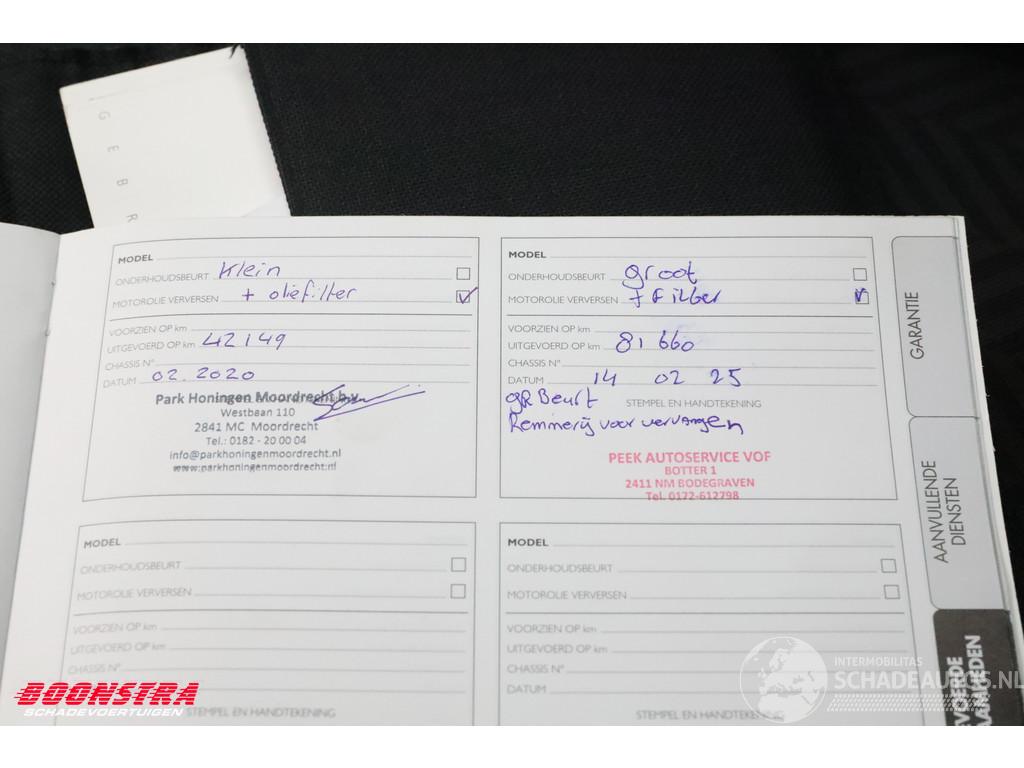 G E B R
MODEL
ONDERHOUDSBEURT Klein
MOTOROLIE VERVERSEN + oliefilter
VOORZIEN OP km
UITGEVOERD OP km 42149
CHASSIS N°
DATUM 02.2020
Park Honingen Moordrecht b.v.
Westbaan 110
2841 MC Moordrecht
Tel.: 0182 - 20 00 04
info@parkhoningenmoordrecht.nl
www.parkhoningenmoordrecht.nl
MODEL
ONDERHOUDSBEURT groot
MOTOROLIE VERVERSEN + Filter
VOORZIEN OP km
UITGEVOERD OP km 81660
CHASSIS N°
DATUM 14 02 25
STEMPEL EN HANDTEKENING
gR Beurt
Remmerij voor vervangen
PEEK AUTOSERVICE VOF
BOTTER 1
2411 NM BODEGRAVEN
Tel. 0172-612798
MODEL
ONDERHOUDSBEURT
MOTOROLIE VERVERSEN
VOORZIEN OP km
UITGEVOERD OP km
CHASSIS N°
STEMPEL EN HANDTEKENING
MODEL
ONDERHOUDSBEURT
MOTOROLIE VERVERSEN
VOORZIEN OP km
UITGEVOERD OP km
CHASSIS N°
DATUM
STEMPEL EN HANDTEKENING
GARANTIE
AANVULLENDE
DIENSTEN
BOONSTRA
SCHADEVOERTUIGEN
INTERMOBILITAS
SCHADEAUTOS.NL